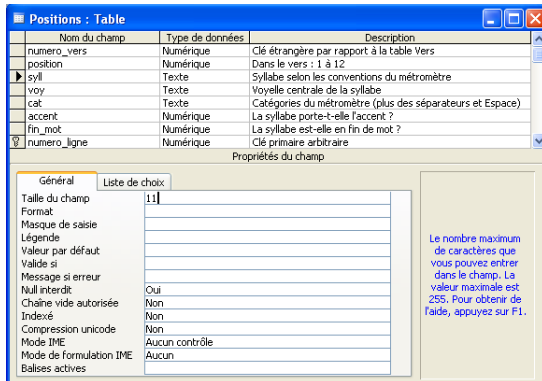 Positions : Table
Nom du champ Type de données Description
numero_vers Numérique Clé étrangère par rapport à la table Vers
position Numérique Dans le vers : 1 à 12
syll Texte Syllabe selon les conventions du métromètre
voy Texte Voyelle centrale de la syllabe
cat Texte Catégories du métromètre (plus des séparateurs et Espace)
accent Numérique La syllabe porte-t-elle l'accent ?
fin_mot Numérique La syllabe est-elle en fin de mot ?
numero_ligne Numérique Clé primaire arbitraire
Propriétés du champ
Général Liste de choix
Taille du champ 11
Format
Masque de saisie
Légende
Valeur par défaut
Valide si
Message si erreur
Null interdit Oui
Chaîne vide autorisée Non
Indexé Non
Compression unicode Non
Mode IME Aucun contrôle
Mode de formulation IME Aucun
Balises actives
Le nombre maximum
de caractères que
vous pouvez entrer
dans le champ. La
valeur maximale est
255. Pour obtenir de
l'aide, appuyez sur F1.